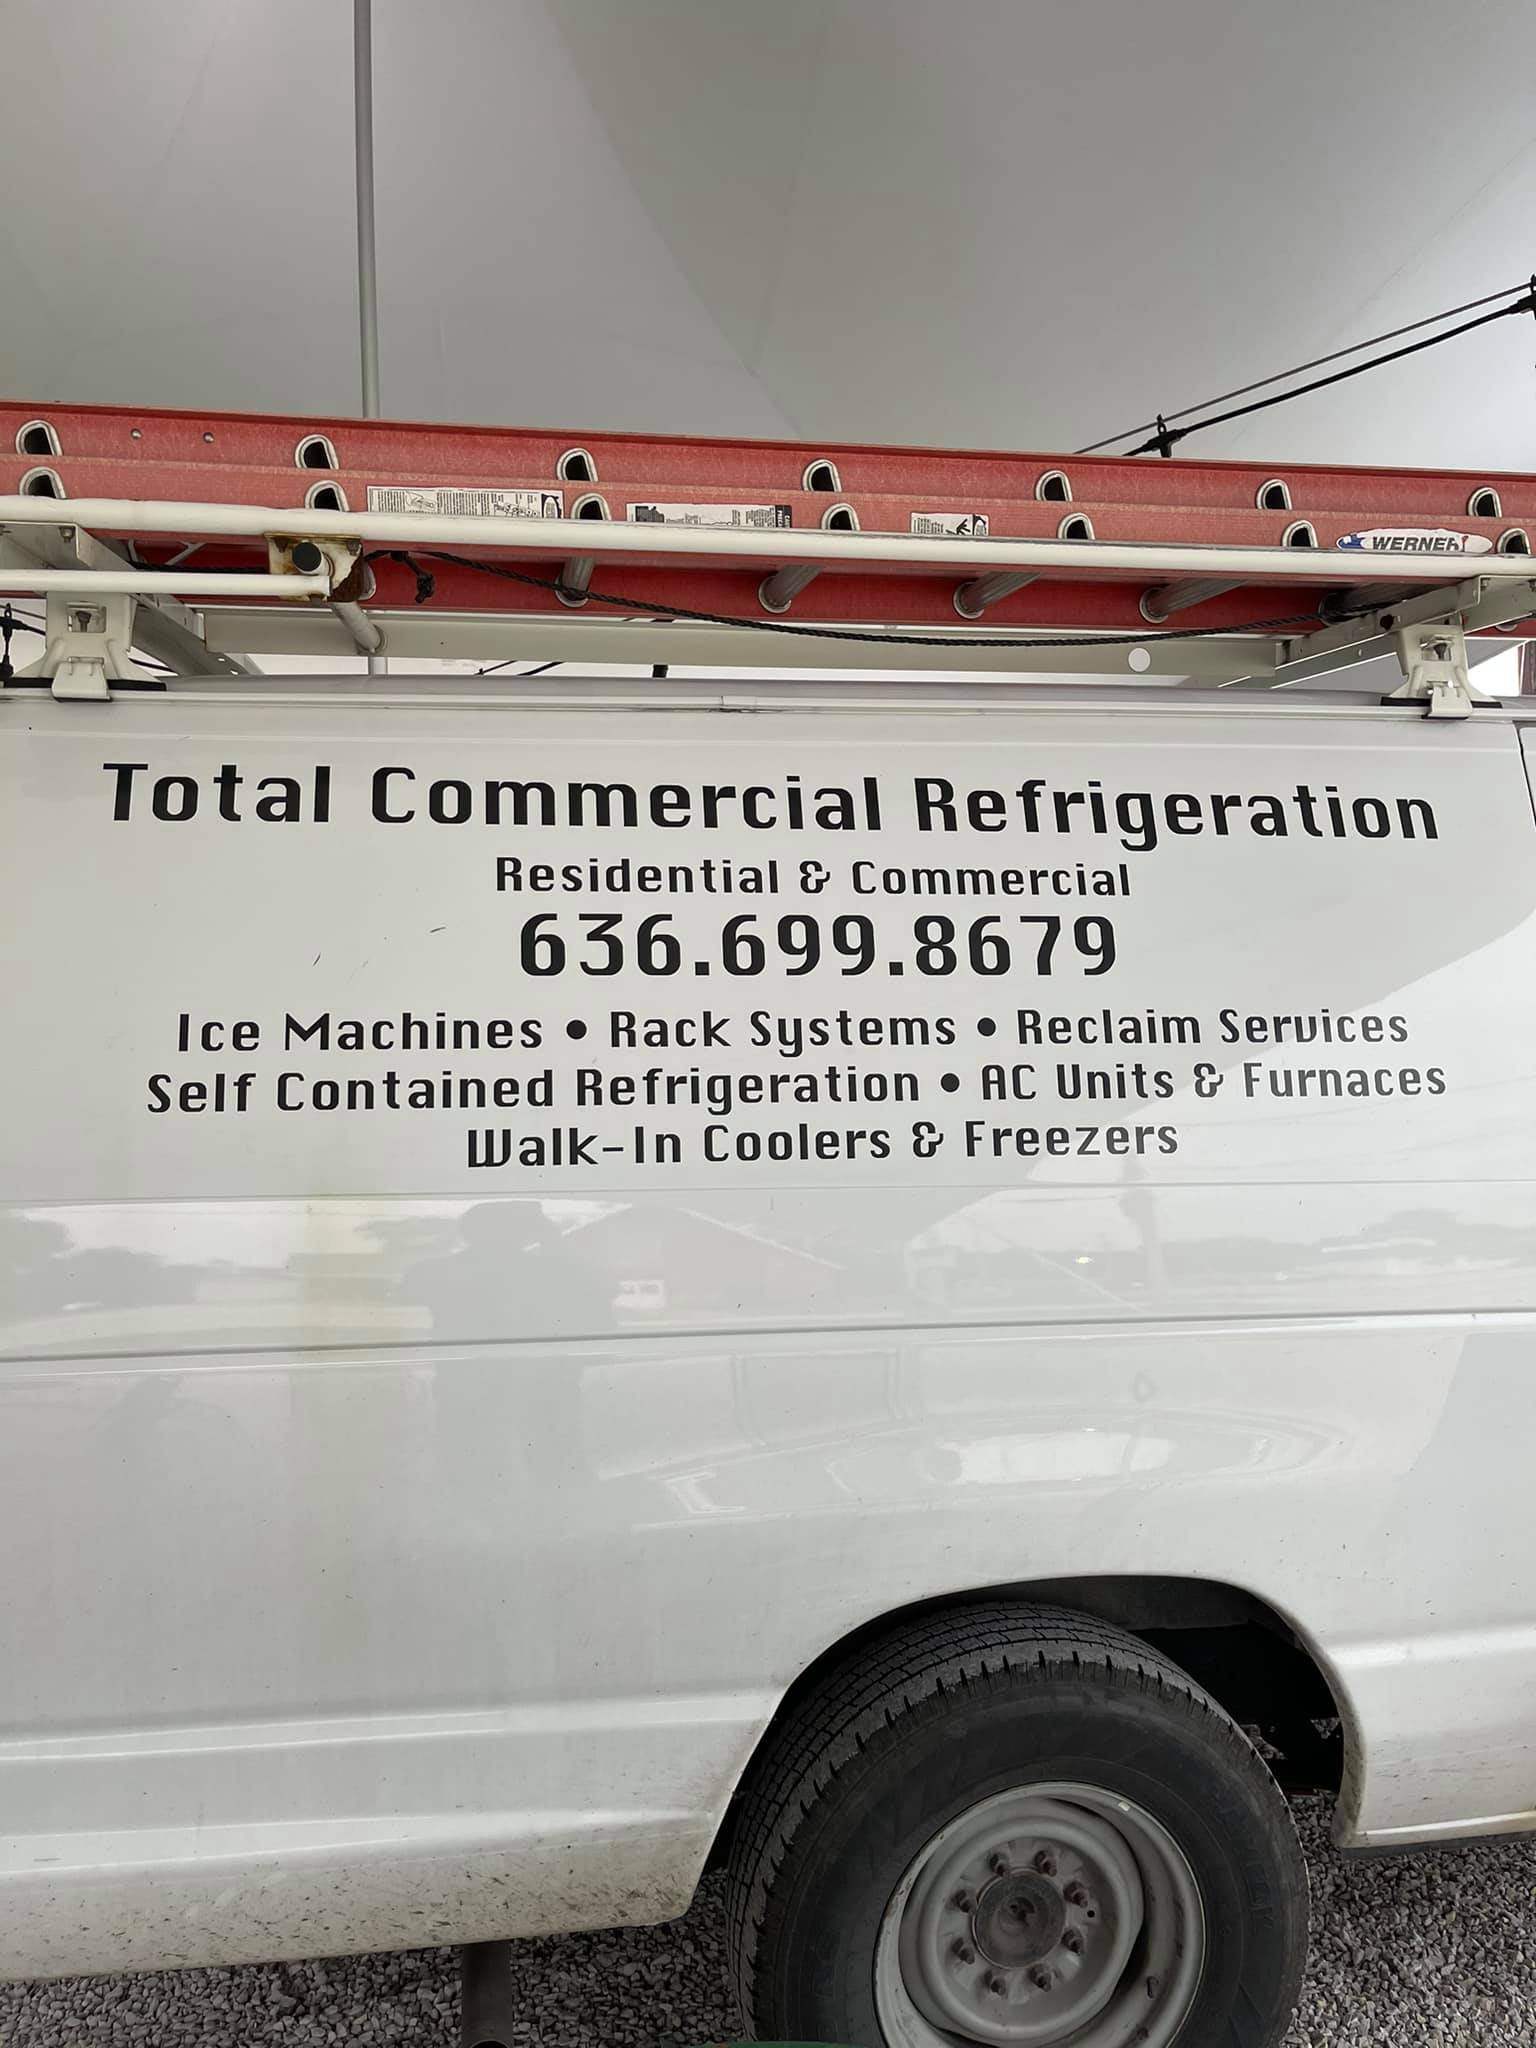 WERNER
Total Commercial Refrigeration
Residential & Commercial
636.699.8679
Ice Machines • Rack Systems • Reclaim Services
Self Contained Refrigeration • AC Units & Furnaces
Walk-In Coolers & Freezers